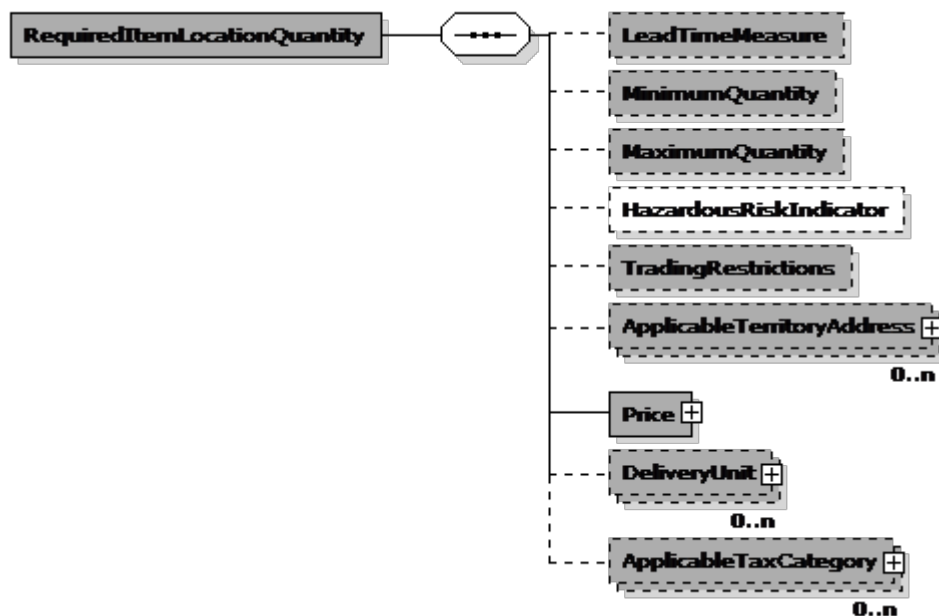 RequiredItemLocationQuantity
LeadTimeMeasure
MinimumQuantity
MaximumQuantity
HazardousRiskIndicator
TradingRestrictions
ApplicableTerritoryAddress
0..n
Price
DeliveryUnit
0..n
ApplicableTaxCategory
0..n